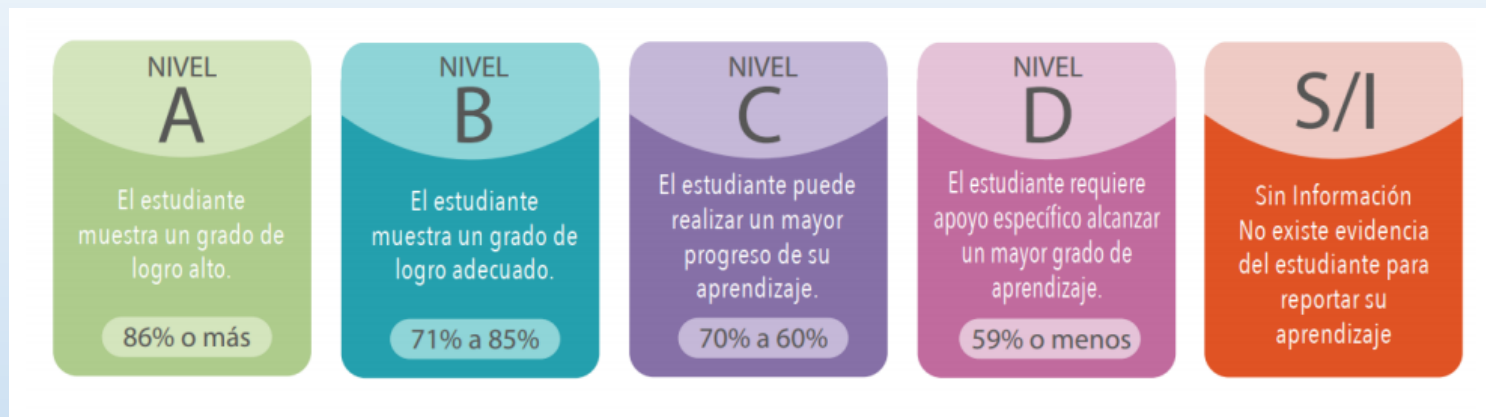 NIVEL
A
El estudiante
muestra un grado de
logro alto.
86% o más
NIVEL
B
El estudiante
muestra un grado de
logro adecuado.
71% a 85%
NIVEL
C
El estudiante puede
realizar un mayor
progreso de su
aprendizaje.
70% a 60%
NIVEL
D
El estudiante requiere
apoyo específico alcanzar
un mayor grado de
aprendizaje.
59% o menos
S/I
Sin Información
No existe evidencia
del estudiante para
reportar su
aprendizaje